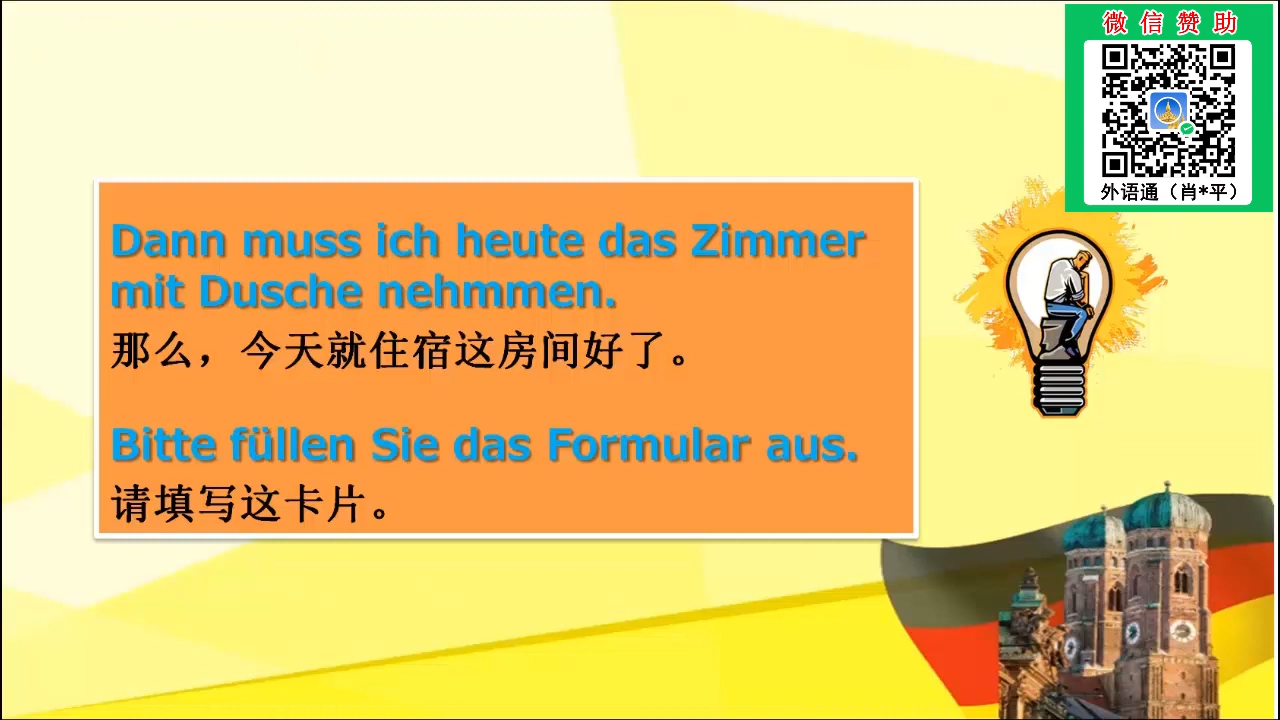 微信赞助
外语通（肖*平）
Dann muss ich heute das Zimmer
mit Dusche nehmmen.
那么，今天就住宿这房间好了。
Bitte füllen Sie das Formular aus.
请填写这卡片。